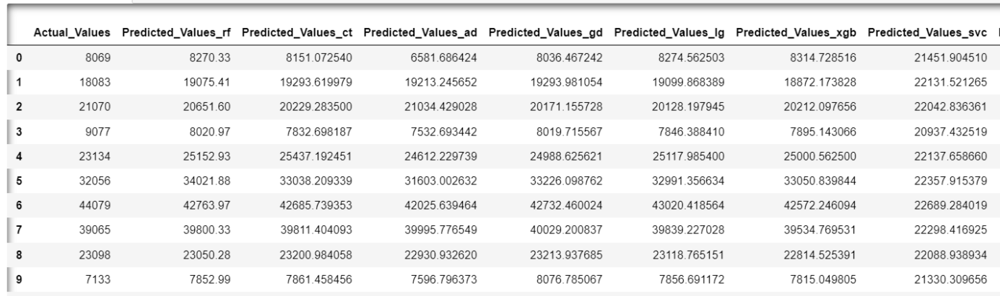 Actual_Values Predicted_Values_rf Predicted_Values_ct Predicted_Values_ad Predicted_Values_gd Predicted_Values_lg Predicted_Values_xgb Predicted_Values_svc
0 8069 8270.33 8151.072540 6581.686424 8036.467242 8274.562503 8314.728516 21451.904510
1 18083 19075.41 19293.619979 19213.245652 19293.981054 19099.868389 18872.173828 22131.521265
2 21070 20651.60 20229.283500 21034.429028 20171.155728 20128.197945 20212.097656 22042.836361
3 9077 8020.97 7832.698187 7532.693442 8019.715567 7846.388410 7895.143066 20937.432519
4 23134 25152.93 25437.192451 24612.229739 24988.625621 25117.985400 25000.562500 22137.658660
5 32056 34021.88 33038.209339 31603.002632 33226.098762 32991.356634 33050.839844 22357.915379
6 44079 42763.97 42685.739353 42025.639464 42732.460024 43020.418564 42572.246094 22689.284019
7 39065 39800.33 39811.404093 39995.776549 40029.200837 39839.227028 39534.769531 22298.416925
8 23098 23050.28 23200.984058 22930.932620 23213.937685 23118.765151 22814.525391 22088.938934
9 7133 7852.99 7861.458456 7596.796373 8076.785067 7856.691172 7815.049805 21330.309656